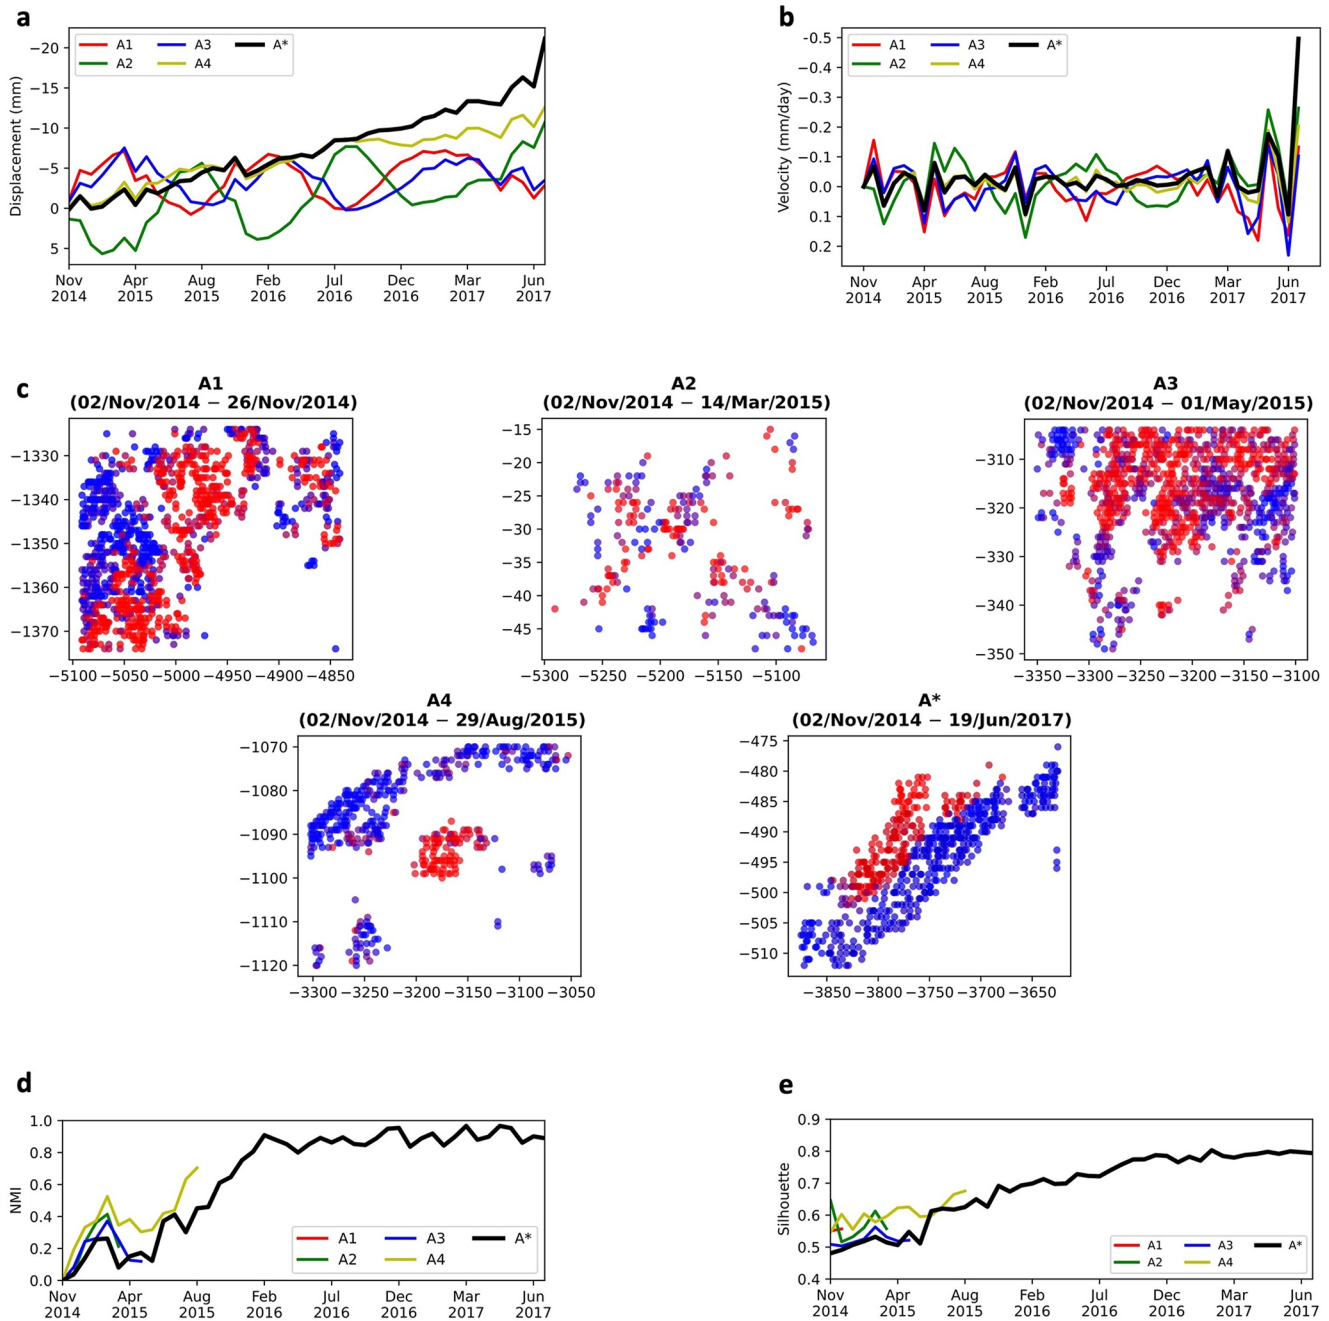 a
A1 A3 A*
A2 A4
Displacement (mm)
−20
−15
−10
−5
0
5
Nov 2014 Apr 2015 Aug 2015 Feb 2016 Jul 2016 Dec 2016 Mar 2017 Jun 2017
b
A1 A3 A*
A2 A4
Velocity (mm/day)
−0.5
−0.4
−0.3
−0.2
−0.1
0.0
0.1
0.2
Nov 2014 Apr 2015 Aug 2015 Feb 2016 Jul 2016 Dec 2016 Mar 2017 Jun 2017
c
A1
(02/Nov/2014 − 26/Nov/2014)
−1330
−1340
−1350
−1360
−1370
−5100 −5050 −5000 −4950 −4900 −4850
A2
(02/Nov/2014 − 14/Mar/2015)
−15
−20
−25
−30
−35
−40
−45
−5300 −5250 −5200 −5150 −5100
A3
(02/Nov/2014 − 01/May/2015)
−310
−320
−330
−340
−350
−3350 −3300 −3250 −3200 −3150 −3100
A4
(02/Nov/2014 − 29/Aug/2015)
−1070
−1080
−1090
−1100
−1110
−1120
−3300 −3250 −3200 −3150 −3100 −3050
A*
(02/Nov/2014 − 19/Jun/2017)
−475
−480
−485
−490
−495
−500
−505
−510
−3850 −3800 −3750 −3700 −3650
d
NMI
1.0
0.8
0.6
0.4
0.2
0.0
A1 A3 A*
A2 A4
Nov 2014 Apr 2015 Aug 2015 Feb 2016 Jul 2016 Dec 2016 Mar 2017 Jun 2017
e
Silhouette
0.9
0.8
0.7
0.6
0.5
0.4
A1 A3 A*
A2 A4
Nov 2014 Apr 2015 Aug 2015 Feb 2016 Jul 2016 Dec 2016 Mar 2017 Jun 2017